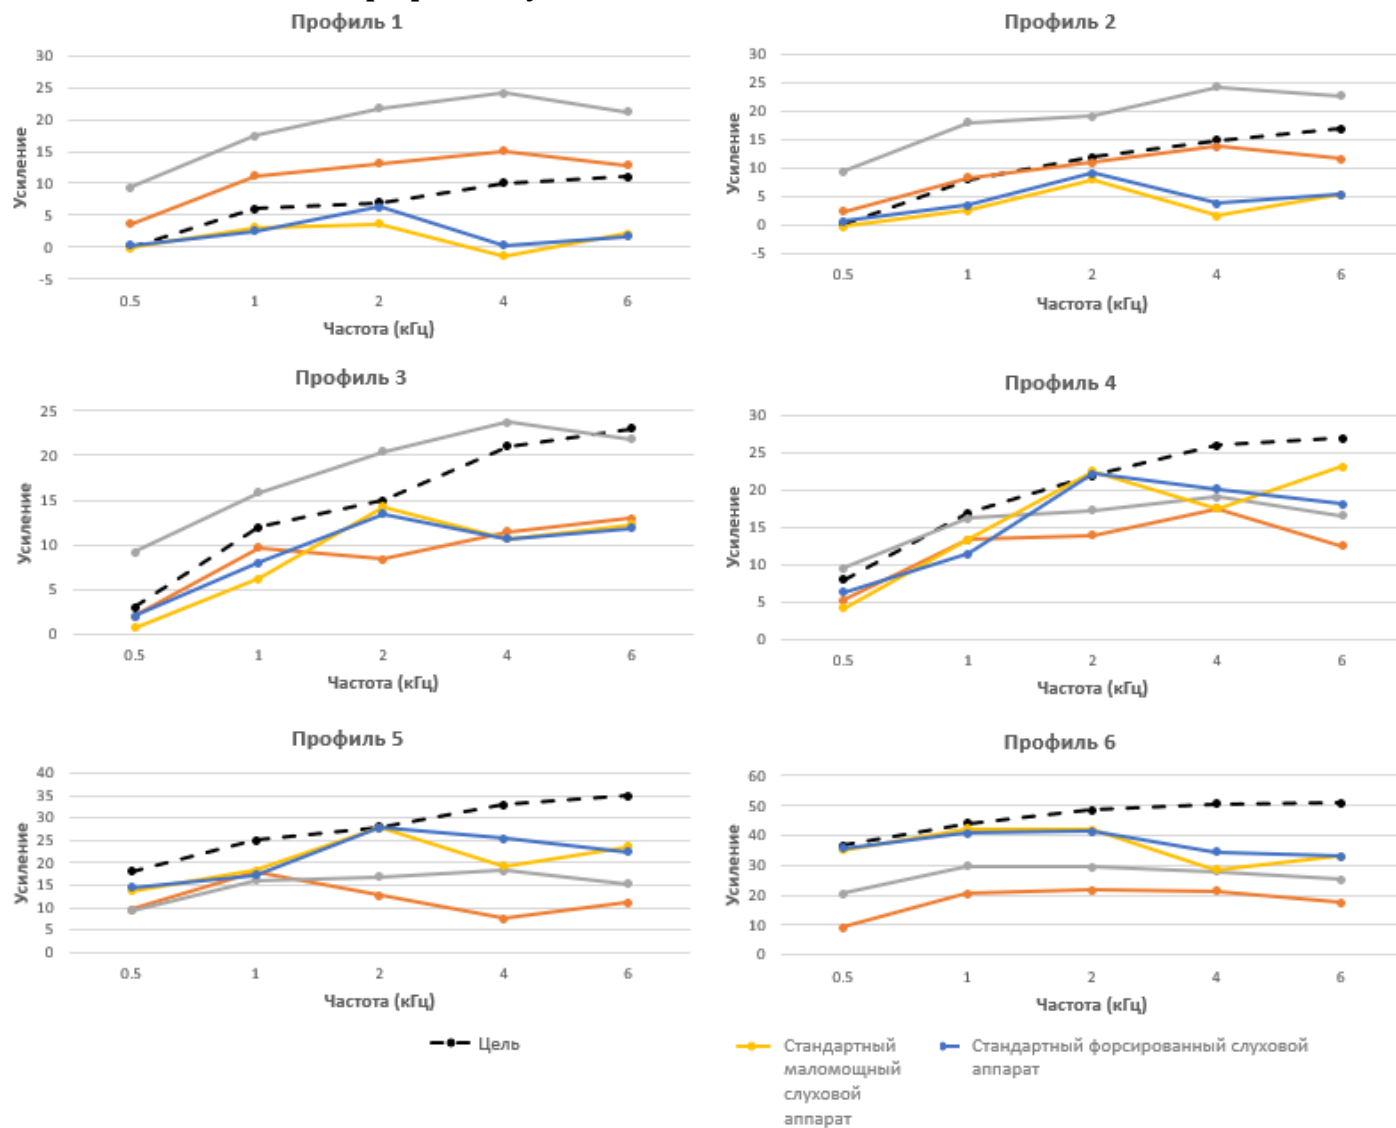 Профиль 1
30
25
20
15
10
5
0
-5
Усиление
0.5 1 2 4 6
Частота (кГц)
Профиль 2
30
25
20
15
10
5
0
-5
Усиление
0.5 1 2 4 6
Частота (кГц)
Профиль 3
25
20
15
10
5
0
Усиление
0.5 1 2 4 6
Частота (кГц)
Профиль 4
30
25
20
15
10
5
0
Усиление
0.5 1 2 4 6
Частота (кГц)
Профиль 5
40
35
30
25
20
15
10
5
0
Усиление
0.5 1 2 4 6
Частота (кГц)
Профиль 6
60
50
40
30
20
10
0
Усиление
0.5 1 2 4 6
Частота (кГц)
Цель
Стандартный
маломощный
слуховой
аппарат
Стандартный форсированный слуховой
аппарат